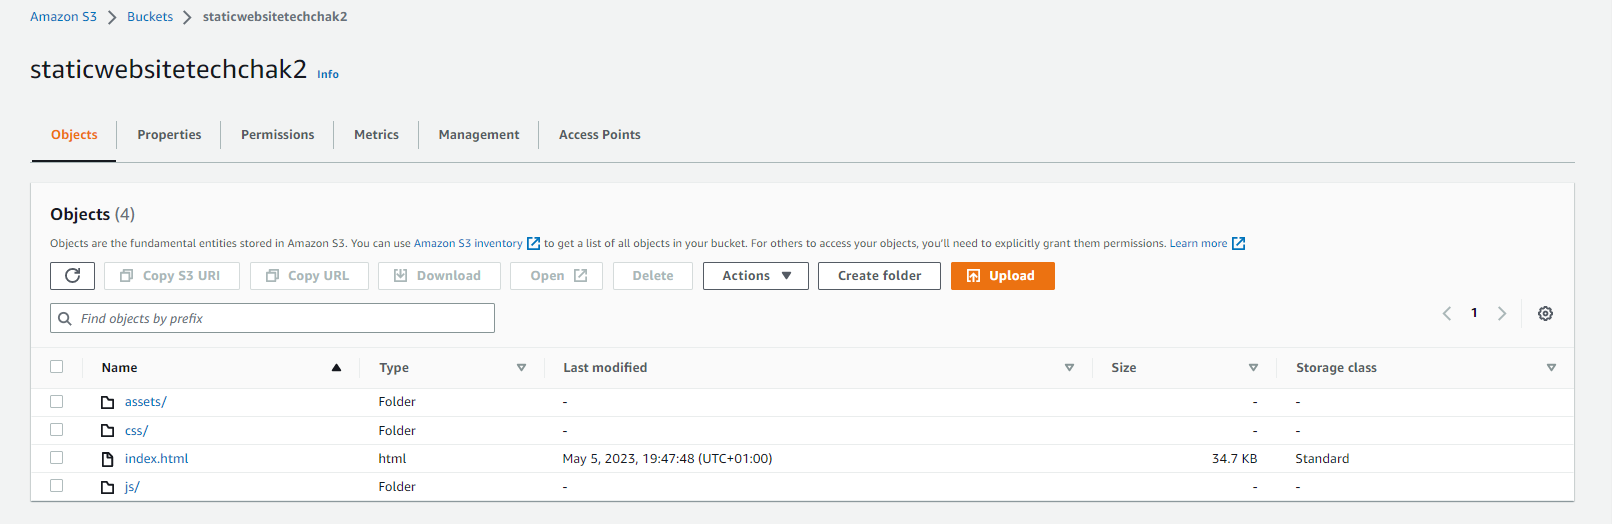 Amazon S3 > Buckets > staticwebsitetechchak2
staticwebsitetechchak2 Info
Objects Properties Permissions Metrics Management Access Points
Objects (4)
Objects are the fundamental entities stored in Amazon S3. You can use Amazon S3 inventory to get a list of all objects in your bucket. For others to access your objects, you'll need to explicitly grant them permissions. Learn more
Copy S3 URI Copy URL Download Open Delete Actions Create folder Upload
Find objects by prefix 1
Name Type Last modified Size Storage class
assets/ Folder - - -
css/ Folder - - -
index.html html May 5, 2023, 19:47:48 (UTC+01:00) 34.7 KB Standard
js/ Folder - - -